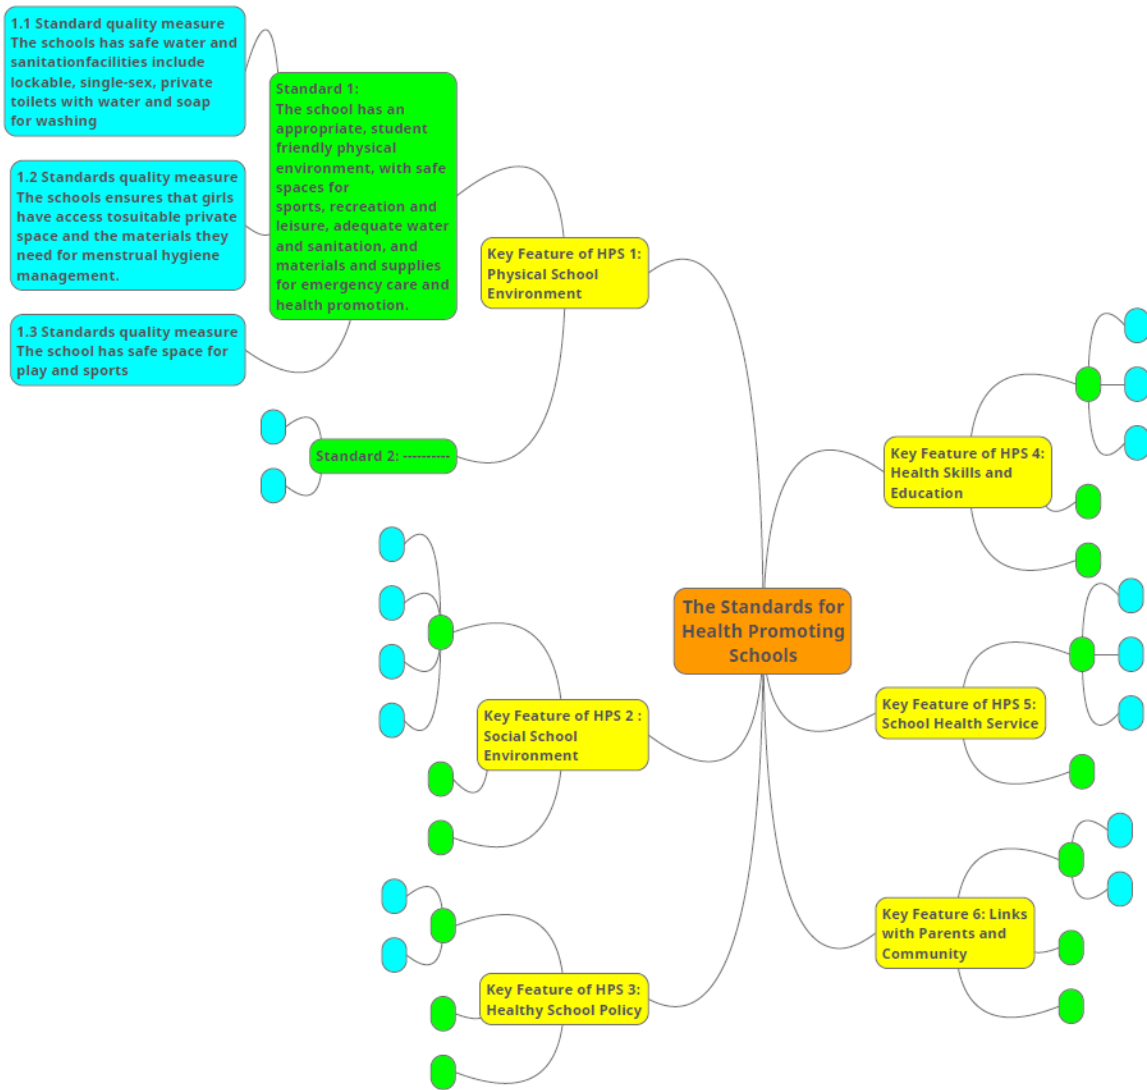 1.1 Standard quality measure
The schools has safe water and
sanitationfacilities include
lockable, single-sex, private
toilets with water and soap
for washing
1.2 Standards quality measure
The schools ensures that girls
have access tosuitable private
space and the materials they
need for menstrual hygiene
management.
1.3 Standards quality measure
The school has safe space for
play and sports
Standard 1:
The school has an
appropriate, student
friendly physical
environment, with safe
spaces for
sports, recreation and
leisure, adequate water
and sanitation, and
materials and supplies
for emergency care and
health promotion.
Standard 2: ----------
Key Feature of HPS 1:
Physical School
Environment
Key Feature of HPS 2 :
Social School
Environment
Key Feature of HPS 3:
Healthy School Policy
The Standards for
Health Promoting
Schools
Key Feature of HPS 4:
Health Skills and
Education
Key Feature of HPS 5:
School Health Service
Key Feature 6: Links
with Parents and
Community